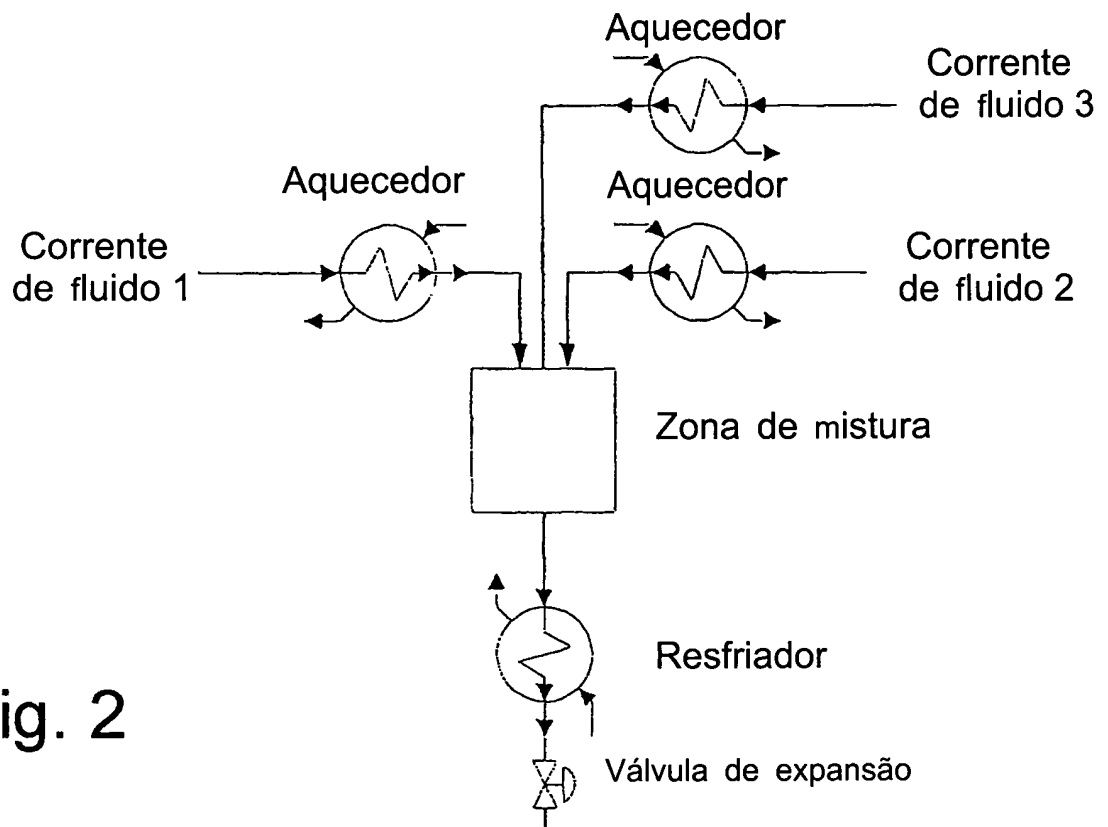 Aquecedor
Corrente
de fluido 3
Aquecedor
Aquecedor
Corrente
de fluido 1
Corrente
de fluido 2
Zona de mistura
Resfriador
ig. 2
Válvula de expansão